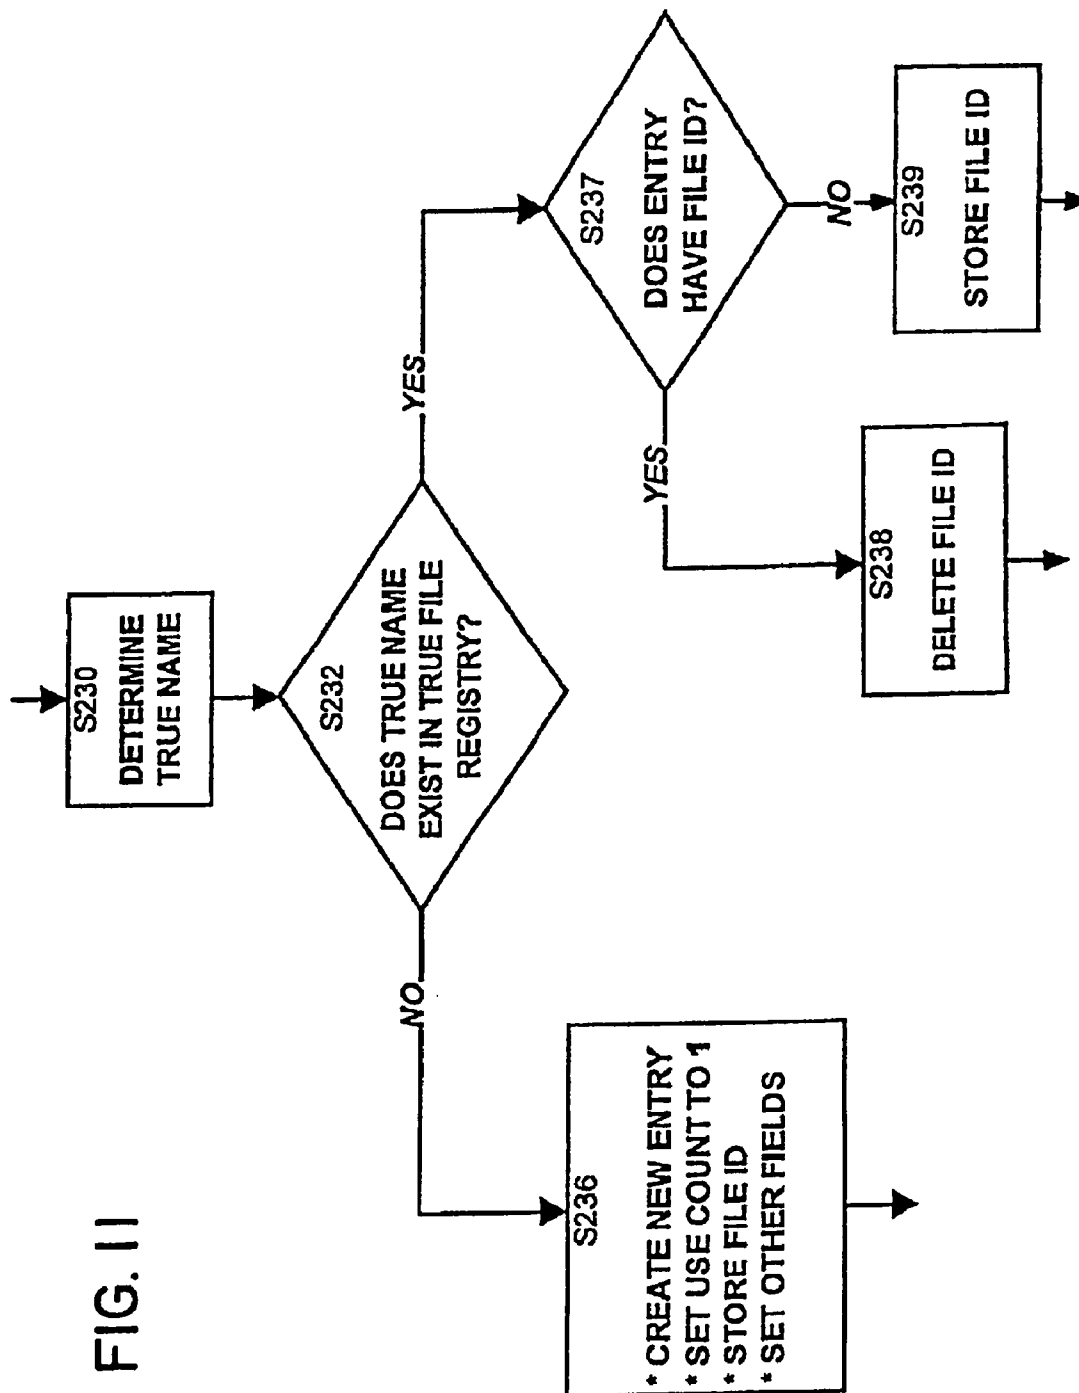 FIG. 11
S230
DETERMINE
TRUE NAME
S232
DOES TRUE NAME
EXIST IN TRUE FILE
REGISTRY?
NO
YES
S236
* CREATE NEW ENTRY
* SET USE COUNT TO 1
* STORE FILE ID
* SET OTHER FIELDS
S237
DOES ENTRY
HAVE FILE ID?
YES
NO
S238
DELETE FILE ID
S239
STORE FILE ID